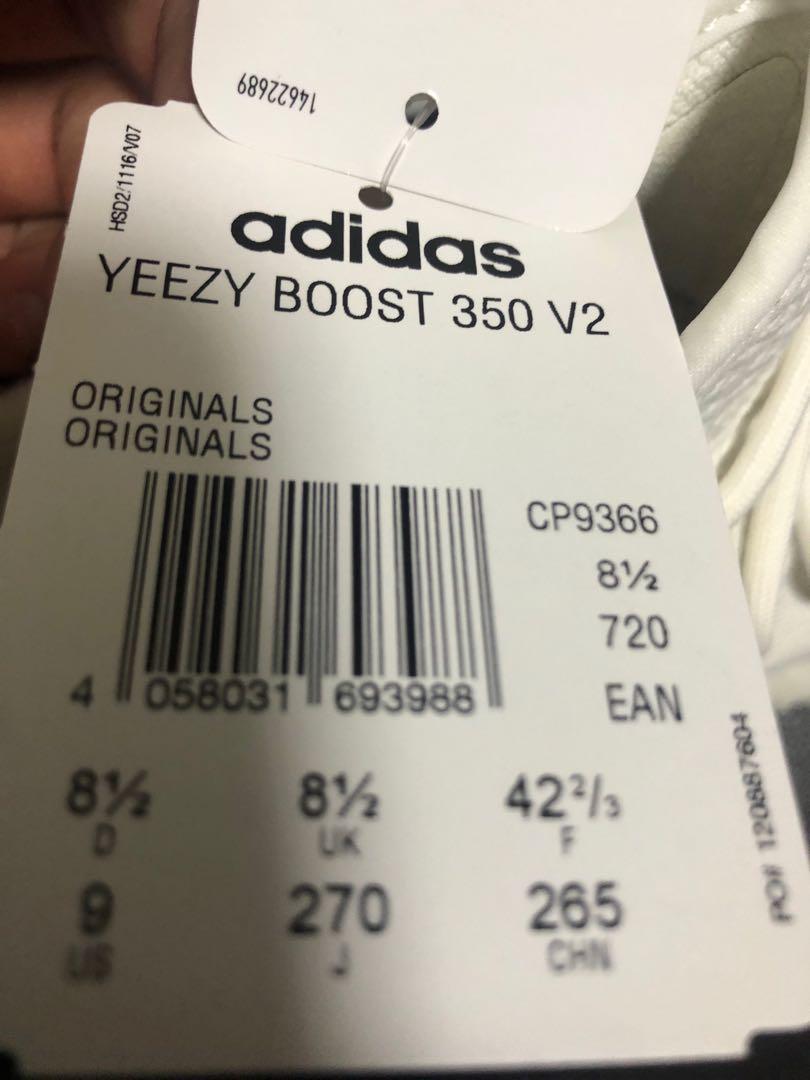 14622689
HSD2/1116/V07
adidas
YEEZY BOOST 350 V2
ORIGINALS
ORIGINALS
CP9366
8½
720
4 058031 693988
EAN
8½ 8½ 42²/₃
D UK F
9 270 265
US J CHN
PO# 120887604